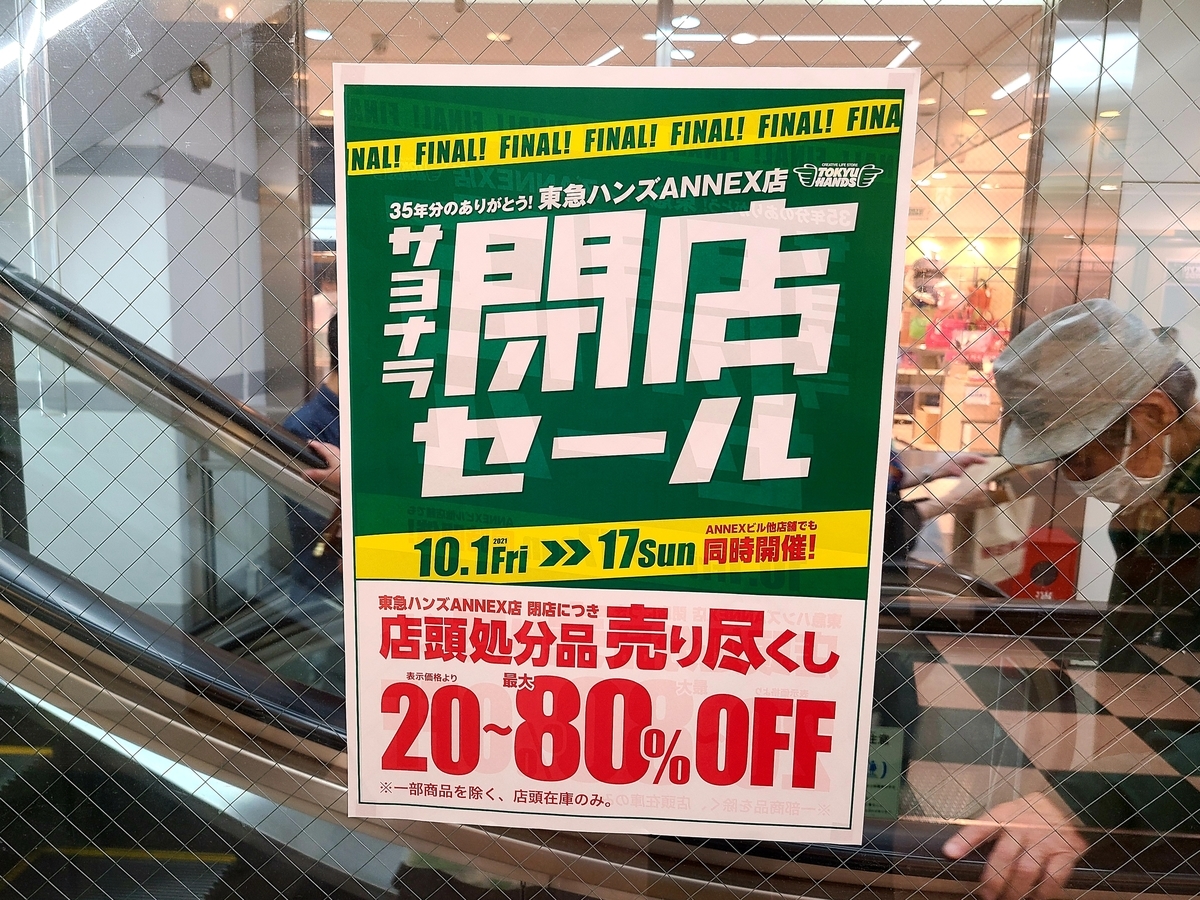 INAL! FINAL! FINAL! FINAL! FINAL! FINAL! FINA
35年分のありがとう! 東急ハンズANNEX店
CREATIVE LIFE STORE
TOKYU
HANDS
サヨナラ
閉店
セール
10.1Fri 2021 >> 17Sun
ANNEXビル他店舗でも
同時開催!
東急ハンズANNEX店 閉店につき
店頭処分品 売り尽くし
表示価格より 最大
20~80%OFF
※一部商品を除く、店頭在庫のみ。